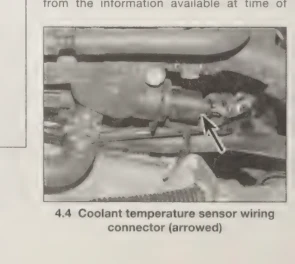 from the information available at time of
4.4 Coolant temperature sensor wiring
connector (arrowed)